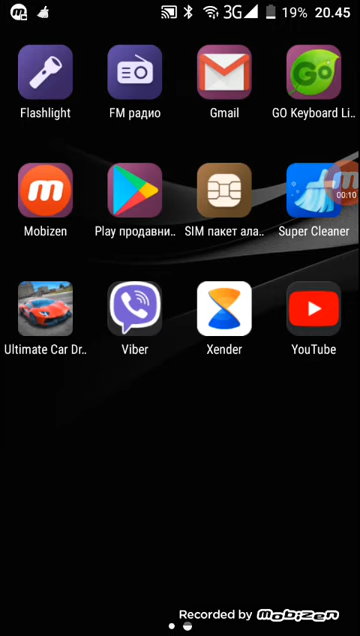 3G 19% 20.45
Flashlight FM радио Gmail GO Keyboard Li..
GO
m
00:10
Mobizen Play продавни.. SIM пакет ала.. Super Cleaner
Ultimate Car Dr.. Viber Xender YouTube
Recorded by mobizen